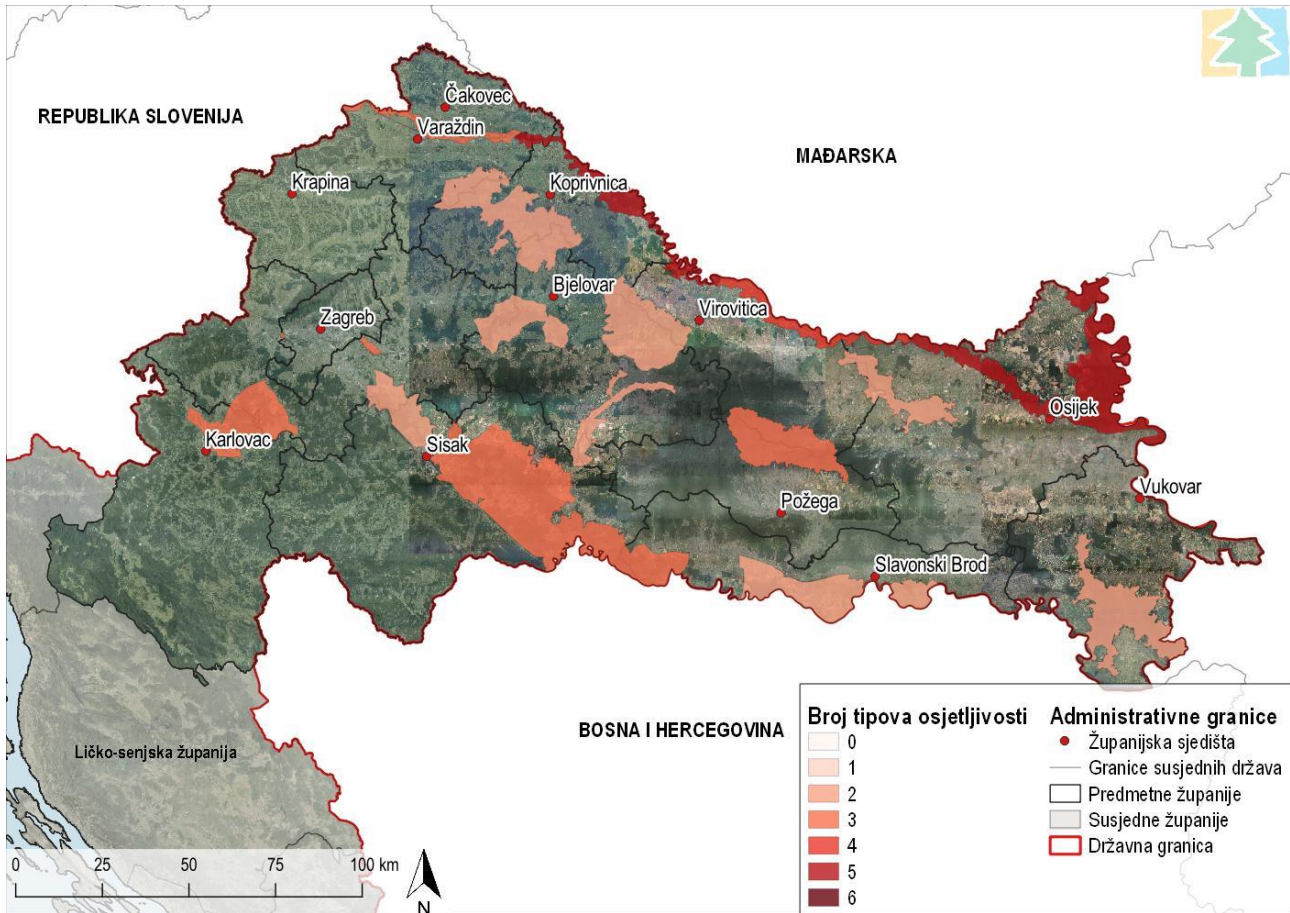 REPUBLIKA SLOVENIJA
MAĐARSKA
Čakovec
Varaždin
Krapina
Koprivnica
Bjelovar
Virovitica
Zagreb
Osijek
Karlovac
Sisak
Vukovar
Požega
Slavonski Brod
BOSNA I HERCEGOVINA
Ličko-senjska županija
Broj tipova osjetljivosti
0
1
2
3
4
5
6
Administrativne granice
Županijska sjedišta
Granice susjednih država
Predmetne županije
Susjedne županije
Državna granica
0 25 50 75 100 km
N